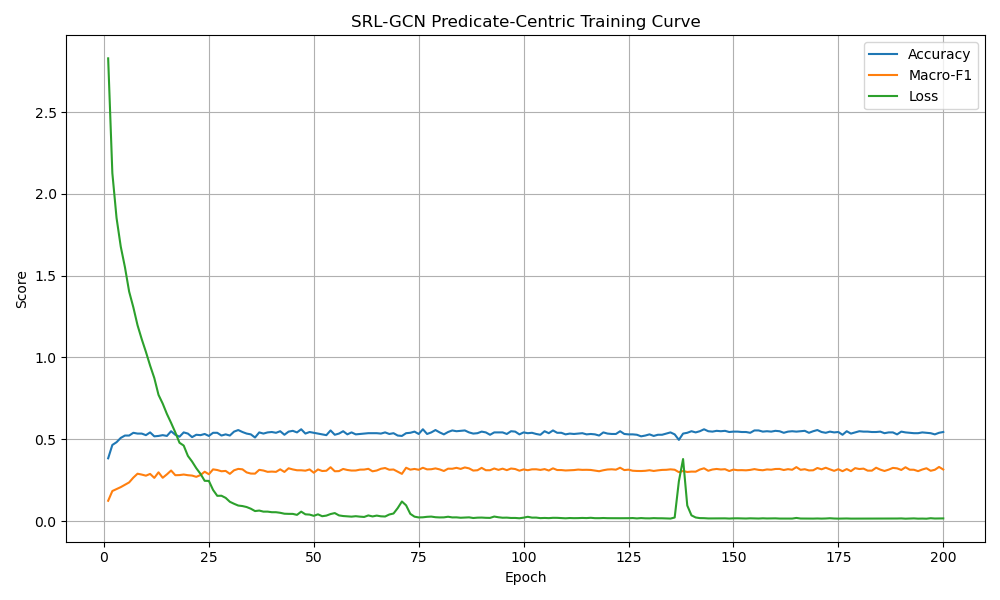 SRL-GCN Predicate-Centric Training Curve
Accuracy
Macro-F1
Loss
Score
2.5
2.0
1.5
1.0
0.5
0.0
0 25 50 75 100 125 150 175 200
Epoch